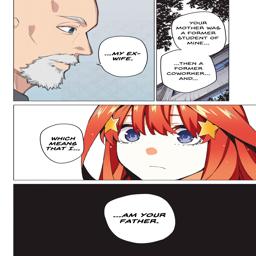 YOUR
MOTHER WAS
A FORMER
STUDENT OF
MINE...
...THEN A
FORMER
COWORKER...
AND...
...MY EX-
WIFE.
WHICH
MEANS
THAT I...
...AM YOUR
FATHER.